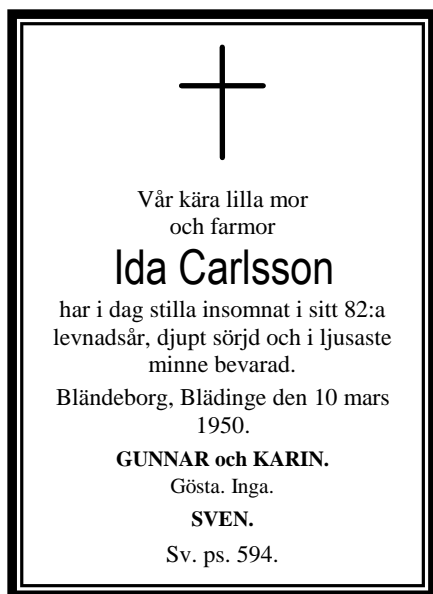 Vår kära lilla mor
och farmor
Ida Carlsson
har i dag stilla insomnat i sitt 82:a
levnadsår, djupt sörjd och i ljusaste
minne bevarad.
Bländeborg, Blädinge den 10 mars
1950.
GUNNAR och KARIN.
Gösta. Inga.
SVEN.
Sv. ps. 594.